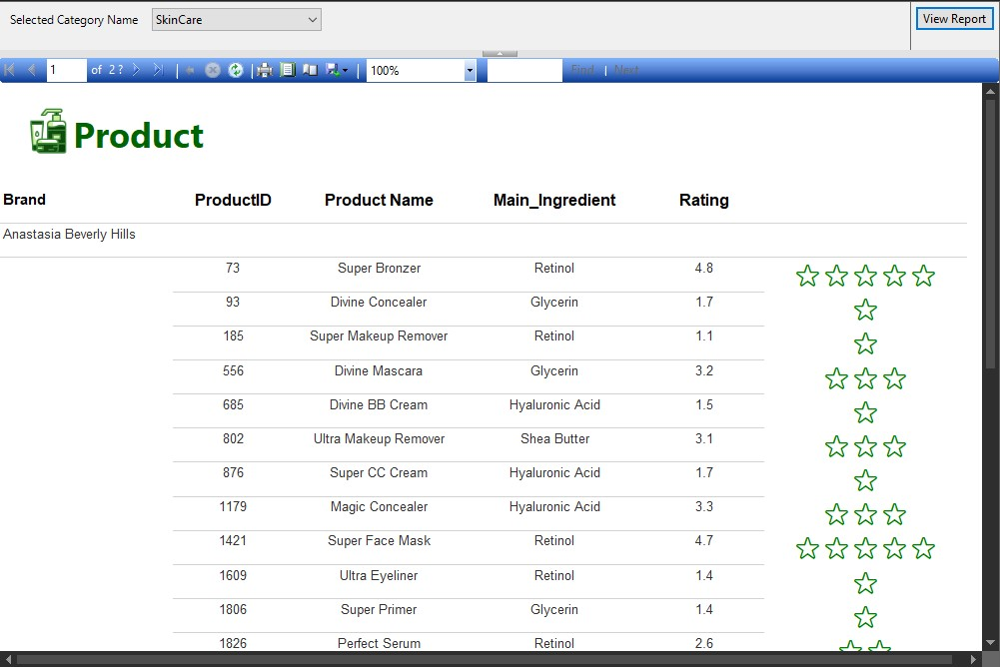 Selected Category Name SkinCare View Report
1 of 2 ? 100% Find | Next
Product
Brand ProductID Product Name Main_Ingredient Rating
Anastasia Beverly Hills
73 Super Bronzer Retinol 4.8
93 Divine Concealer Glycerin 1.7
185 Super Makeup Remover Retinol 1.1
556 Divine Mascara Glycerin 3.2
685 Divine BB Cream Hyaluronic Acid 1.5
802 Ultra Makeup Remover Shea Butter 3.1
876 Super CC Cream Hyaluronic Acid 1.7
1179 Magic Concealer Hyaluronic Acid 3.3
1421 Super Face Mask Retinol 4.7
1609 Ultra Eyeliner Retinol 1.4
1806 Super Primer Glycerin 1.4
1826 Perfect Serum Retinol 2.6